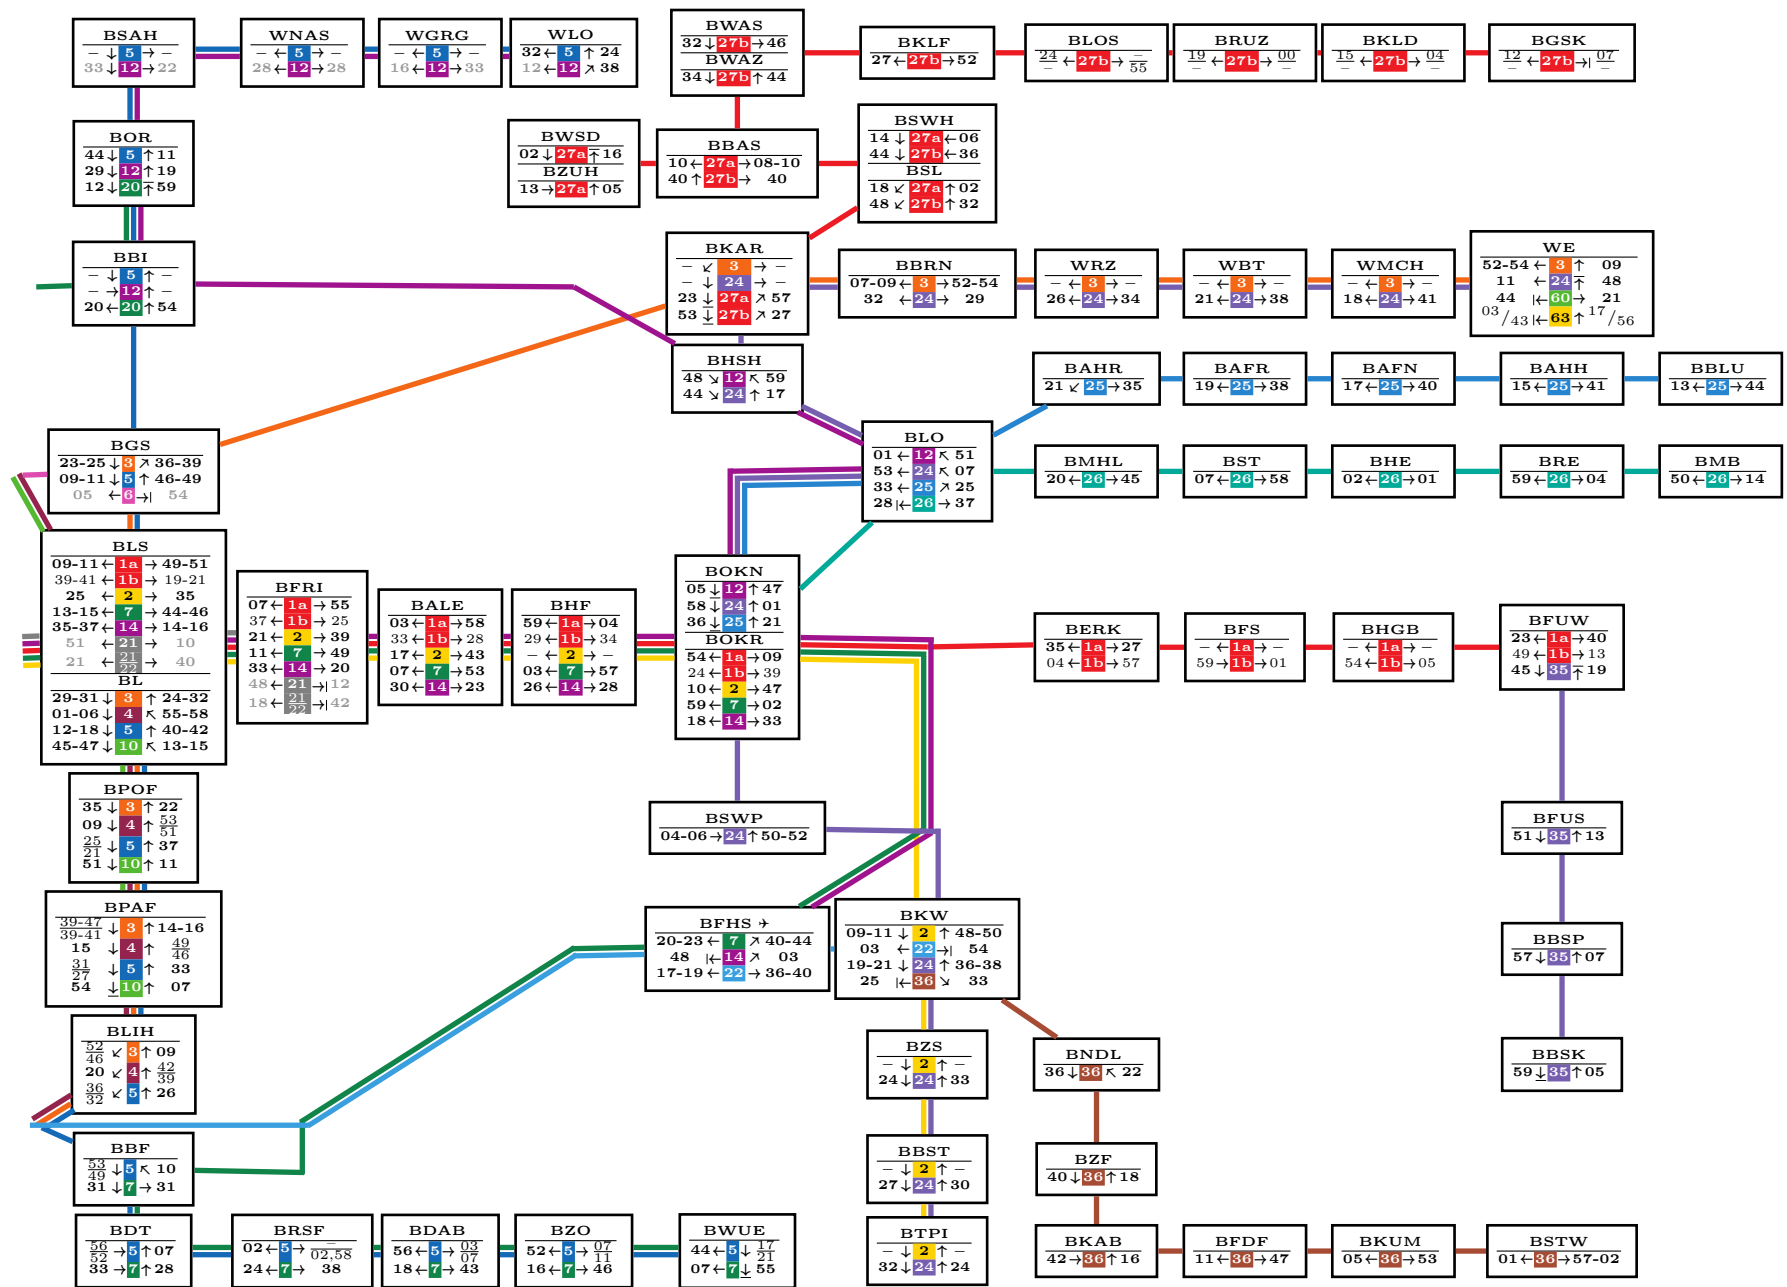 BSAH
– ↓ 5 → –
33 ↓ 12 → 22
WNAS
– ← 5 → –
28 ← 12 → 28
WGRG
– ← 5 → –
16 ← 12 → 33
WLO
32 ← 5 ↑ 24
12 ← 12 ↗ 38
BWAS
32 ↓ 27b → 46
BWAZ
34 ↓ 27b ↑ 44
BKLF
27 ← 27b → 52
BLOS
24/– ← 27b → –/55
BRUZ
19/– ← 27b → 00/–
BKLD
15/– ← 27b → 04/–
BGSK
12/– ← 27b →| 07/–
BOR
44 ↓ 5 ↑ 11
29 ↓ 12 ↑ 19
12 ↓ 20 ↑ 59
BWSD
02 ↓ 27a ↑ 16
BZUH
13 → 27a ↑ 05
BBAS
10 ← 27a → 08-10
40 ↑ 27b → 40
BSWH
14 ↓ 27a ← 06
44 ↓ 27b ← 36
BSL
18 ↙ 27a ↑ 02
48 ↙ 27b ↑ 32
BBI
– ↓ 5 ↑ –
– → 12 ↑ –
20 ← 20 ↑ 54
BKAR
– ↙ 3 → –
– ↓ 24 → –
23 ↓ 27a ↗ 57
53 ↓ 27b ↗ 27
BBRN
07-09 ← 3 → 52-54
32 ← 24 → 29
WRZ
– ← 3 → –
26 ← 24 → 34
WBT
– ← 3 → –
21 ← 24 → 38
WMCH
– ← 3 → –
18 ← 24 → 41
WE
52-54 ← 3 ↑ 09
11 ← 24 ↑ 48
44 |← 60 → 21
03/43 |← 63 ↑ 17/56
BHSH
48 ↘ 12 ↖ 59
44 ↘ 24 ↑ 17
BAHR
21 ↙ 25 → 35
BAFR
19 ← 25 → 38
BAFN
17 ← 25 → 40
BAHH
15 ← 25 → 41
BBLU
13 ← 25 → 44
BGS
23-25 ↓ 3 ↗ 36-39
09-11 ↓ 5 ↑ 46-49
05 ← 6 →| 54
BLO
01 ← 12 ↖ 51
53 ← 24 ↖ 07
33 ← 25 ↗ 25
28 |← 26 → 37
BMHL
20 ← 26 → 45
BST
07 ← 26 → 58
BHE
02 ← 26 → 01
BRE
59 ← 26 → 04
BMB
50 ← 26 → 14
BLS
09-11 ← 1a → 49-51
39-41 ← 1b → 19-21
25 ← 2 → 35
13-15 ← 7 → 44-46
35-37 ← 14 → 14-16
51 ← 21 → 10
21 ← 21/22 → 40
BL
29-31 ↓ 3 ↑ 24-32
01-06 ↓ 4 ↖ 55-58
12-18 ↓ 5 ↑ 40-42
45-47 ↓ 10 ↖ 13-15
BFRI
07 ← 1a → 55
37 ← 1b → 25
21 ← 2 → 39
11 ← 7 → 49
33 ← 14 → 20
48 ← 21 →| 12
18 ← 21/22 →| 42
BALE
03 ← 1a → 58
33 ← 1b → 28
17 ← 2 → 43
07 ← 7 → 53
30 ← 14 → 23
BHF
59 ← 1a → 04
29 ← 1b → 34
– ← 2 → –
03 ← 7 → 57
26 ← 14 → 28
BOKN
05 ↓ 12 ↑ 47
58 ↓ 24 ↑ 01
36 ↓ 25 ↑ 21
BOKR
54 ← 1a → 09
24 ← 1b → 39
10 ← 2 → 47
59 ← 7 → 02
18 ← 14 → 33
BERK
35 ← 1a → 27
04 ← 1b → 57
BFS
– ← 1a → –
59 → 1b → 01
BHGB
– ← 1a → –
54 ← 1b → 05
BFUW
23 ← 1a → 40
49 ← 1b → 13
45 ↓ 35 ↑ 19
BPOF
35 ↓ 3 ↑ 22
09 ↓ 4 ↑ 53/51
25/21 ↓ 5 ↑ 37
51 ↓ 10 ↑ 11
BSWP
04-06 → 24 ↑ 50-52
BFUS
51 ↓ 35 ↑ 13
BPAF
39-47/39-41 ↓ 3 ↑ 14-16
15 ↓ 4 ↑ 49/46
31/27 ↓ 5 ↑ 33
54 ↓ 10 ↑ 07
BFHS ✈
20-23 ← 7 ↗ 40-44
48 |← 14 ↗ 03
17-19 ← 22 → 36-40
BKW
09-11 ↓ 2 ↑ 48-50
03 ← 22 →| 54
19-21 ↓ 24 ↑ 36-38
25 |← 36 ↘ 33
BBSP
57 ↓ 35 ↑ 07
BLIH
52/46 ↙ 3 ↑ 09
20 ↙ 4 ↑ 42/39
36/32 ↙ 5 ↑ 26
BZS
– ↓ 2 ↑ –
24 ↓ 24 ↑ 33
BNDL
36 ↓ 36 ↖ 22
BBSK
59 ↓ 35 ↑ 05
BBF
53/49 ↓ 5 ↖ 10
31 ↓ 7 → 31
BBST
– ↓ 2 ↑ –
27 ↓ 24 ↑ 30
BZF
40 ↓ 36 ↑ 18
BDT
56/52 → 5 ↑ 07
33 → 7 ↑ 28
BRSF
02 ← 5 → –/02,58
24 ← 7 → 38
BDAB
56 ← 5 → 03/07
18 ← 7 → 43
BZO
52 ← 5 → 07/11
16 ← 7 → 46
BWUE
44 ← 5 ↓ 17/21
07 ← 7 ↓ 55
BTPI
– ↓ 2 ↑ –
32 ↓ 24 ↑ 24
BKAB
42 → 36 ↑ 16
BFDF
11 ← 36 → 47
BKUM
05 ← 36 → 53
BSTW
01 ← 36 → 57-02